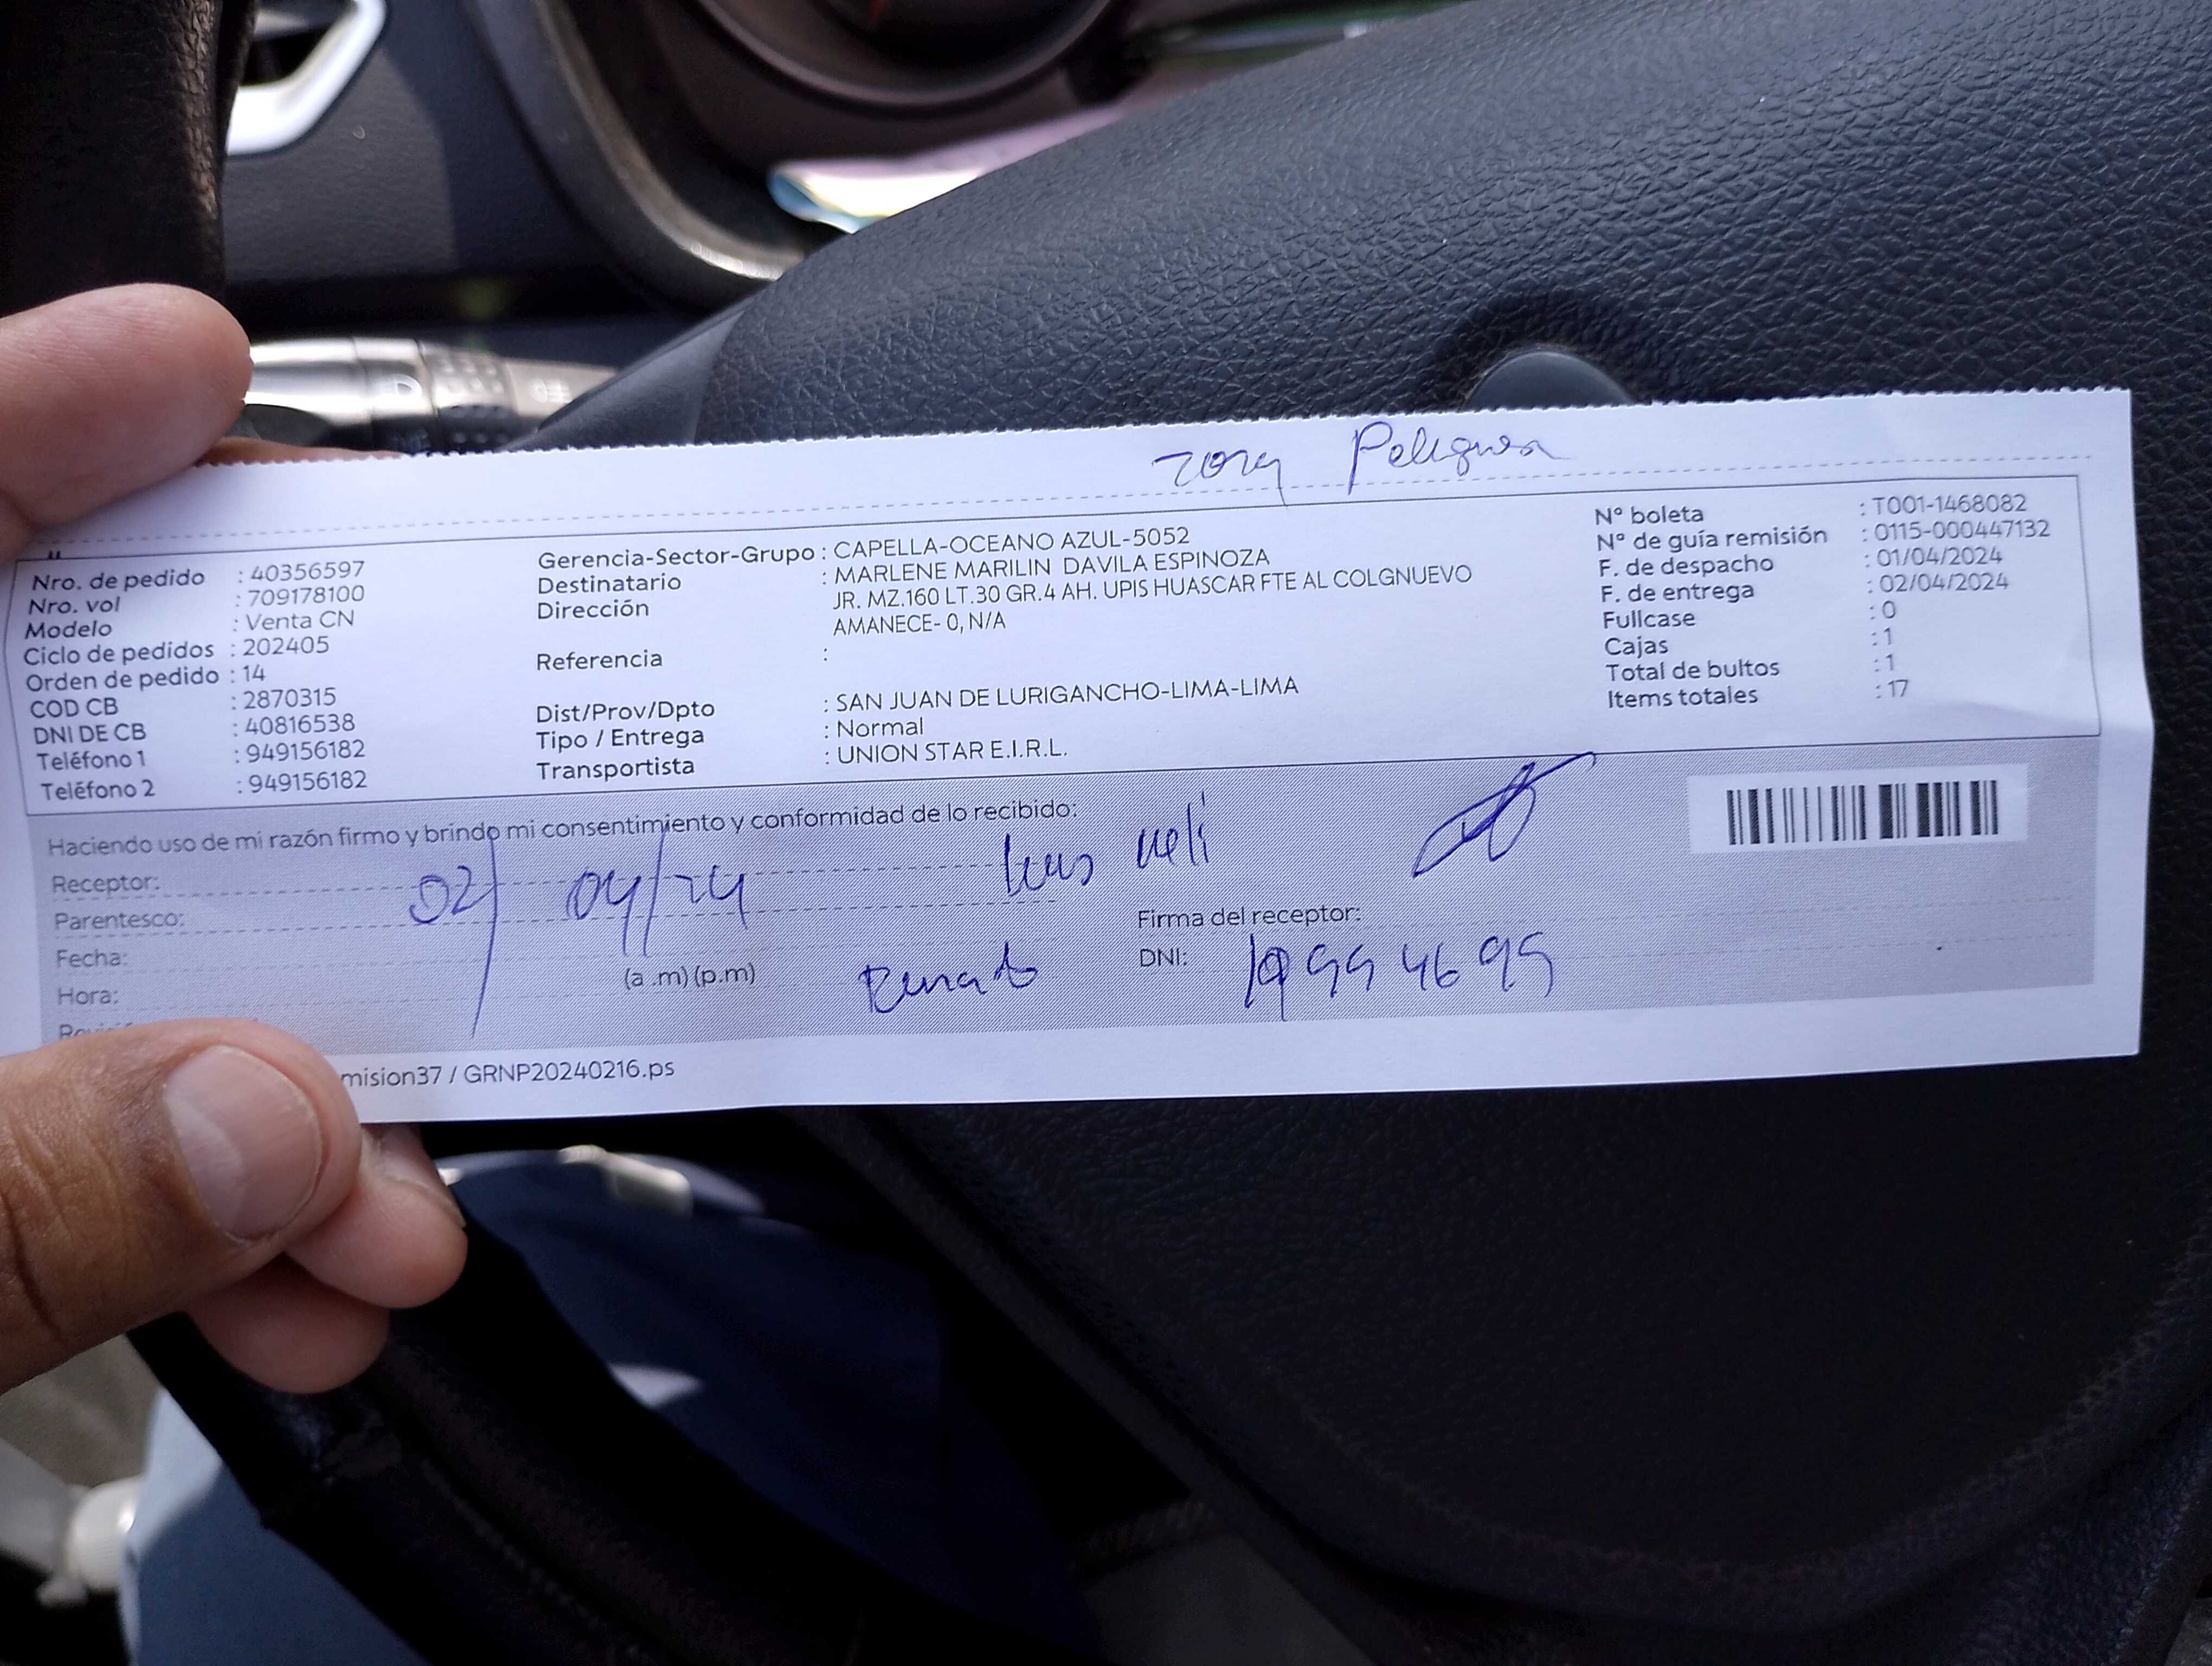 zona Peligrosa
Nro. de pedido : 40356597
Nro. vol : 709178100
Modelo : Venta CN
Ciclo de pedidos : 202405
Orden de pedido : 14
COD CB : 2870315
DNI DE CB : 40816538
Teléfono 1 : 949156182
Teléfono 2 : 949156182
Gerencia-Sector-Grupo : CAPELLA-OCEANO AZUL-5052
Destinatario : MARLENE MARILIN DAVILA ESPINOZA
Dirección JR. MZ.160 LT.30 GR.4 AH. UPIS HUASCAR FTE AL COLGNUEVO
AMANECE- 0, N/A
Referencia :
Dist/Prov/Dpto : SAN JUAN DE LURIGANCHO-LIMA-LIMA
Tipo / Entrega : Normal
Transportista : UNION STAR E.I.R.L.
N° boleta : T001-1468082
N° de guía remisión : 0115-000447132
F. de despacho : 01/04/2024
F. de entrega : 02/04/2024
Fullcase : 0
Cajas : 1
Total de bultos : 1
Items totales : 17
Haciendo uso de mi razón firmo y brindo mi consentimiento y conformidad de lo recibido:
Receptor:
Parentesco: 02/04/24
Fecha:
Hora: (a.m) (p.m) Renato
Firma del receptor:
DNI:
mision37 / GRNP20240216.ps